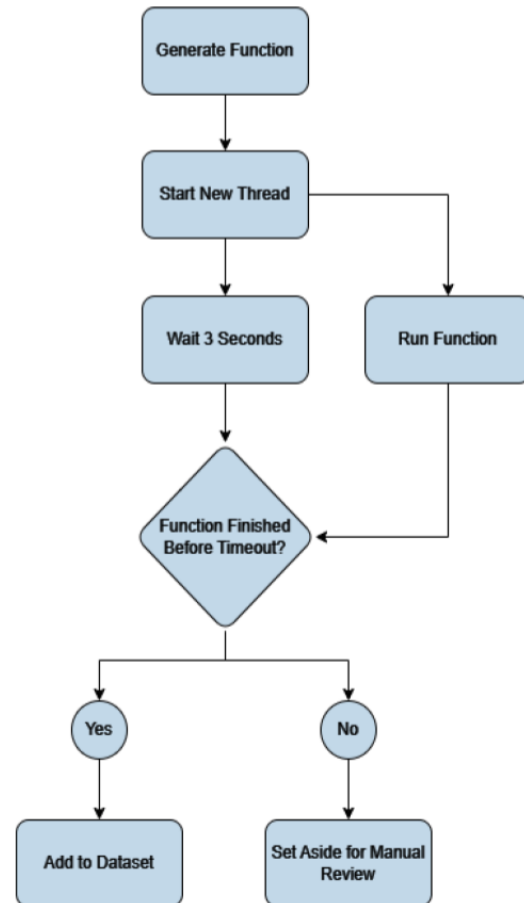 Generate Function
Start New Thread
Wait 3 Seconds
Run Function
Function Finished
Before Timeout?
Yes
No
Add to Dataset
Set Aside for Manual
Review